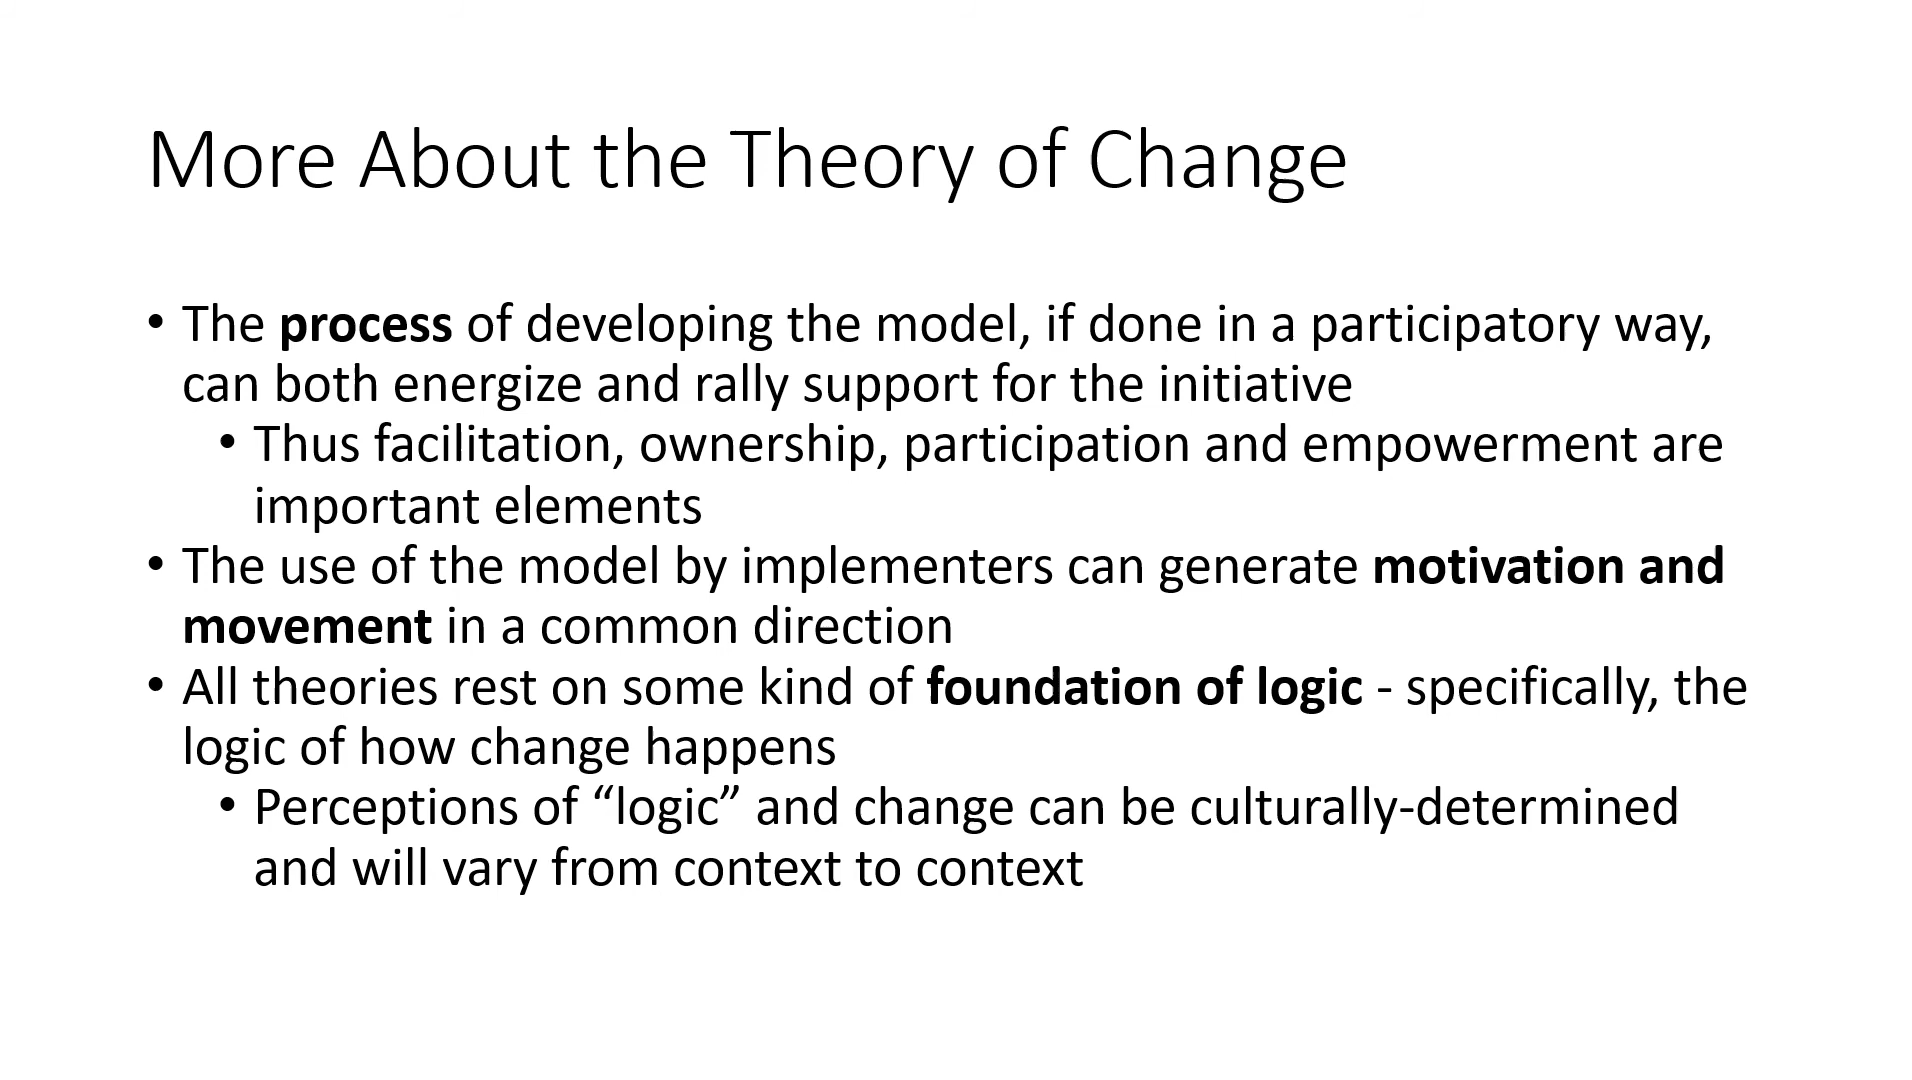 More About the Theory of Change
• The process of developing the model, if done in a participatory way,
can both energize and rally support for the initiative
• Thus facilitation, ownership, participation and empowerment are
important elements
• The use of the model by implementers can generate motivation and
movement in a common direction
• All theories rest on some kind of foundation of logic - specifically, the
logic of how change happens
• Perceptions of “logic” and change can be culturally-determined
and will vary from context to context